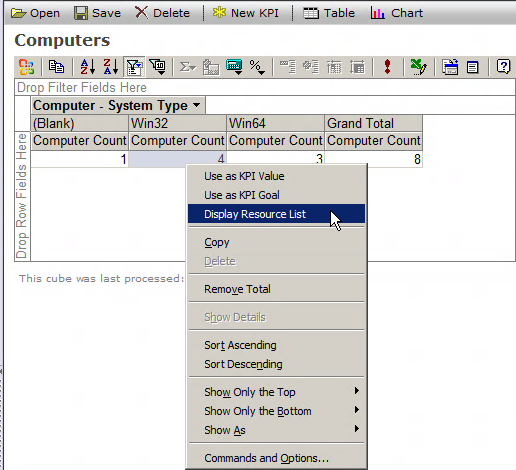 Open Save Delete New KPI Table Chart
Computers
Drop Filter Fields Here
Computer - System Type
(Blank) Win32 Win64 Grand Total
Computer Count Computer Count Computer Count Computer Count
1 4 3 8
Drop Row Fields Here
This cube was last processed:
Use as KPI Value
Use as KPI Goal
Display Resource List
Copy
Delete
Remove Total
Show Details
Sort Ascending
Sort Descending
Show Only the Top
Show Only the Bottom
Show As
Commands and Options...